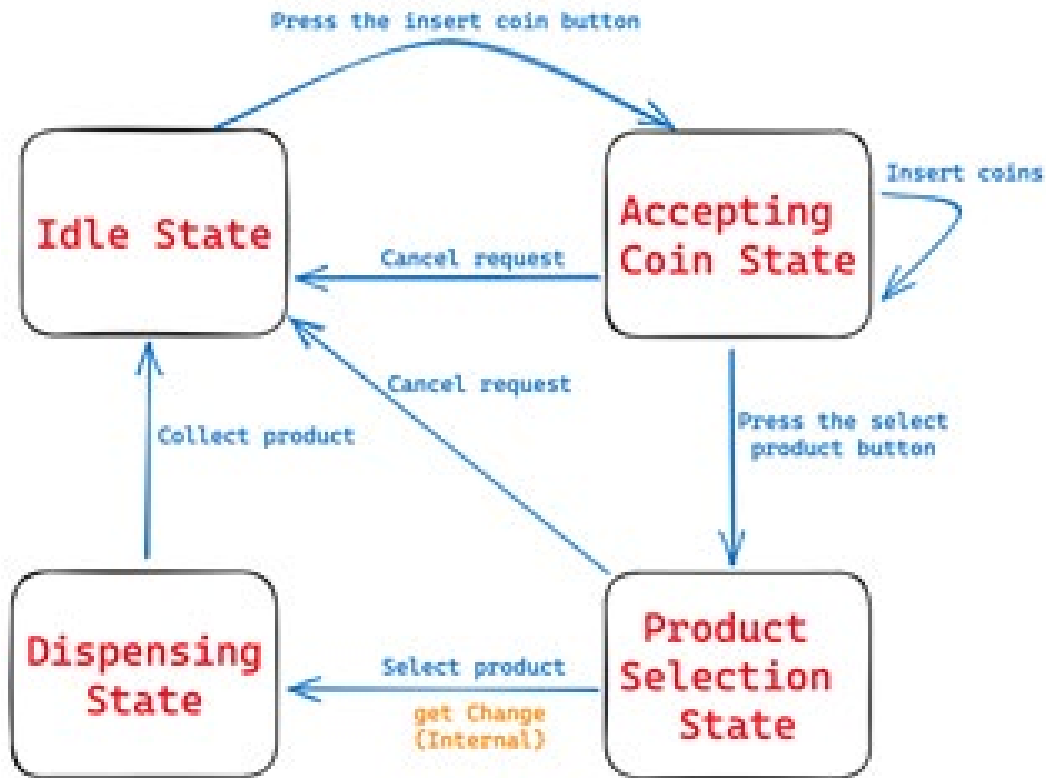 Press the insert coin button
Insert coins
Idle State
Accepting
Coin State
Cancel request
Cancel request
Collect product
Press the select
product button
Dispensing
State
Select product
get Change
(Internal)
Product
Selection
State